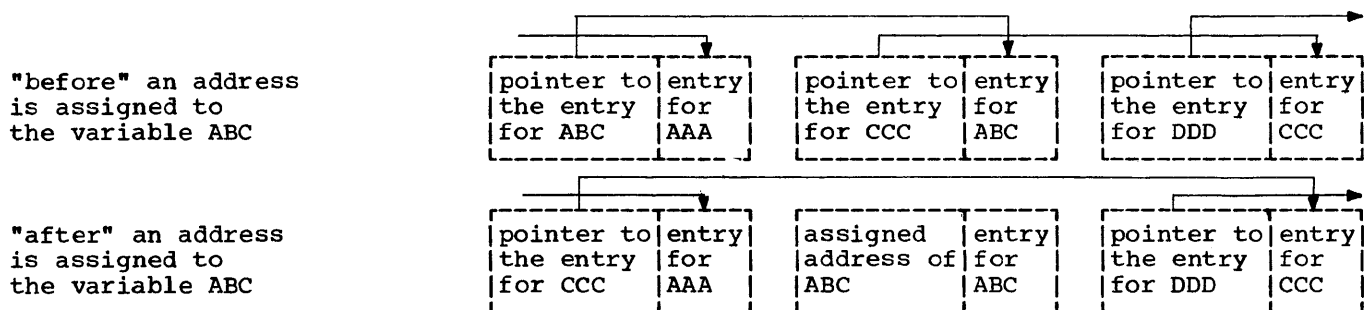 "before" an address
is assigned to
the variable ABC
pointer to entry
the entry for
for ABC AAA
pointer to entry
the entry for
for CCC ABC
pointer to entry
the entry for
for DDD CCC
"after" an address
is assigned to
the variable ABC
pointer to entry
the entry for
for CCC AAA
assigned entry
address of for
ABC ABC
pointer to entry
the entry for
for DDD CCC